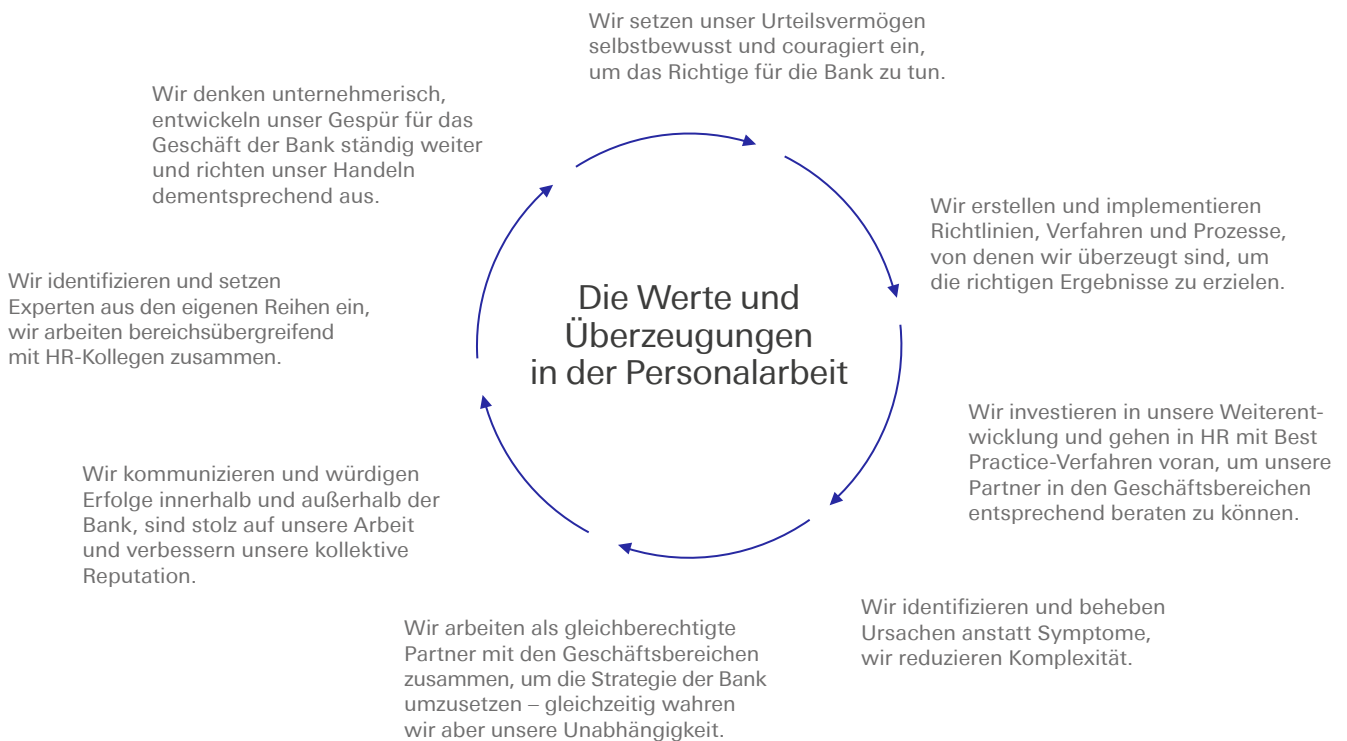 Wir setzen unser Urteilsvermögen
selbstbewusst und couragiert ein,
um das Richtige für die Bank zu tun.
Wir denken unternehmerisch,
entwickeln unser Gespür für das
Geschäft der Bank ständig weiter
und richten unser Handeln
dementsprechend aus.
Wir erstellen und implementieren
Richtlinien, Verfahren und Prozesse,
von denen wir überzeugt sind, um
die richtigen Ergebnisse zu erzielen.
Wir identifizieren und setzen
Experten aus den eigenen Reihen ein,
wir arbeiten bereichsübergreifend
mit HR-Kollegen zusammen.
Die Werte und
Überzeugungen
in der Personalarbeit
Wir investieren in unsere Weiterent-
wicklung und gehen in HR mit Best
Practice-Verfahren voran, um unsere
Partner in den Geschäftsbereichen
entsprechend beraten zu können.
Wir kommunizieren und würdigen
Erfolge innerhalb und außerhalb der
Bank, sind stolz auf unsere Arbeit
und verbessern unsere kollektive
Reputation.
Wir identifizieren und beheben
Ursachen anstatt Symptome,
wir reduzieren Komplexität.
Wir arbeiten als gleichberechtigte
Partner mit den Geschäftsbereichen
zusammen, um die Strategie der Bank
umzusetzen – gleichzeitig wahren
wir aber unsere Unabhängigkeit.